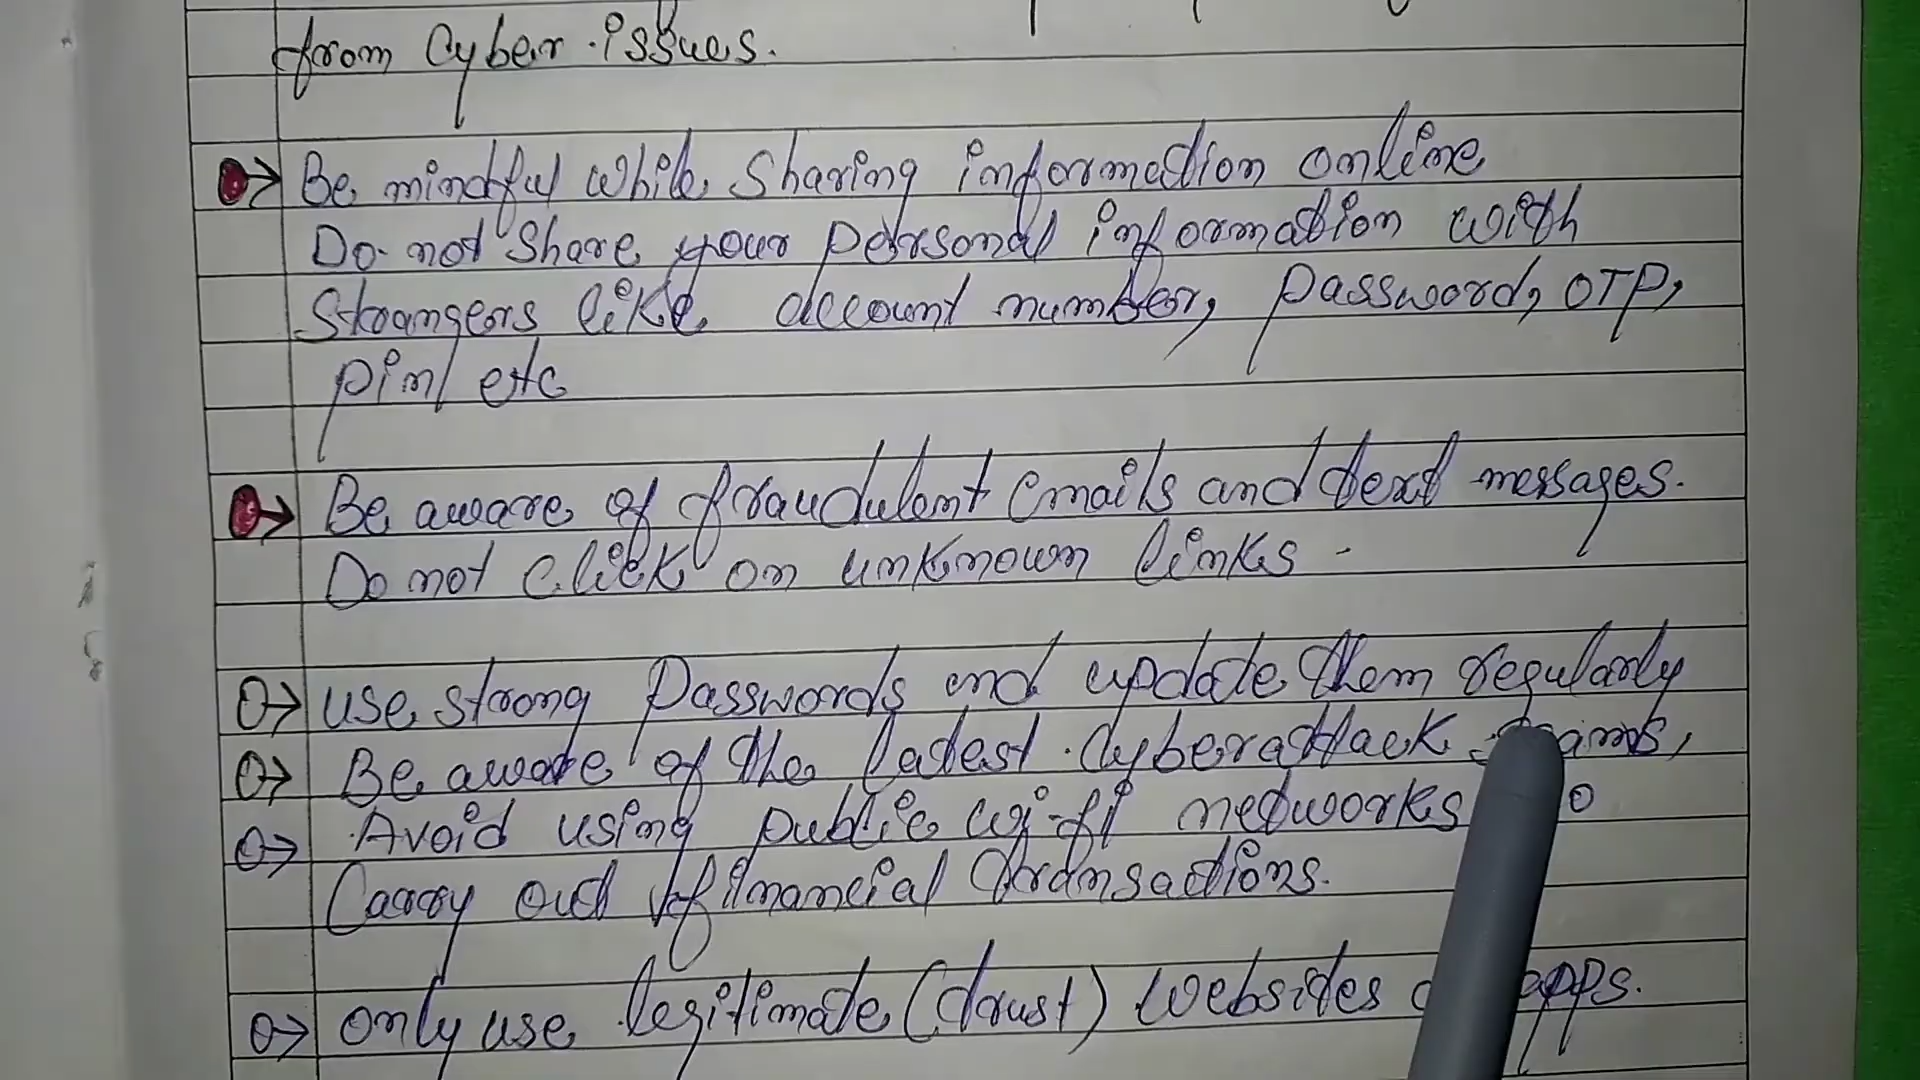 from Cyber issues.
Be mindful while sharing information online
Do not share your personal information with
Strangers like account number, password, OTP,
pin etc
Be aware of fraudulent emails and text messages.
Do not click on unknown links -
use strong passwords and update them regularly
Be aware of the latest Cyberattack
Avoid using public wi-fi networks
Carry out financial transactions.
only use legitimate (trust) websites apps.